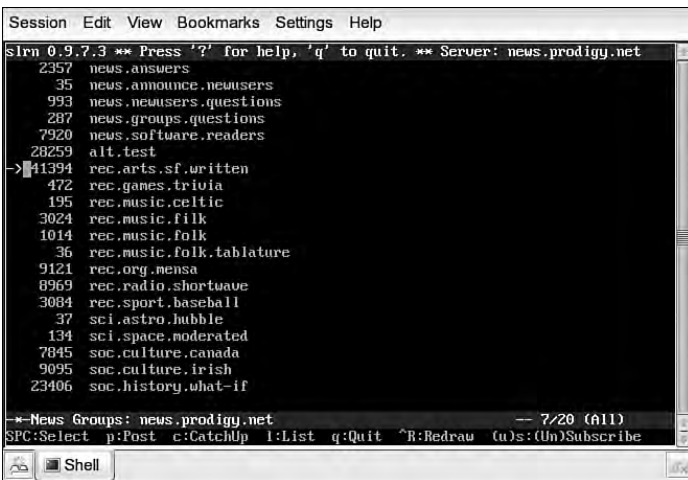 Session Edit View Bookmarks Settings Help
slrn 0.9.7.3 ** Press '?' for help, 'q' to quit. ** Server: news.prodigy.net
2357 news.answers
35 news.announce.newusers
993 news.newusers.questions
287 news.groups.questions
7920 news.software.readers
28259 alt.test
->41394 rec.arts.sf.written
472 rec.games.trivia
195 rec.music.celtic
3024 rec.music.filk
1014 rec.music.folk
36 rec.music.folk.tablature
9121 rec.org.mensa
8969 rec.radio.shortwave
3084 rec.sport.baseball
37 sci.astro.hubble
134 sci.space.moderated
7845 soc.culture.canada
9095 soc.culture.irish
23406 soc.history.what-if
-*-News Groups: news.prodigy.net -- 7/20 (All)
SPC:Select p:Post c:CatchUp l:List q:Quit ^R:Redraw (u)s:(Un)Subscribe
Shell